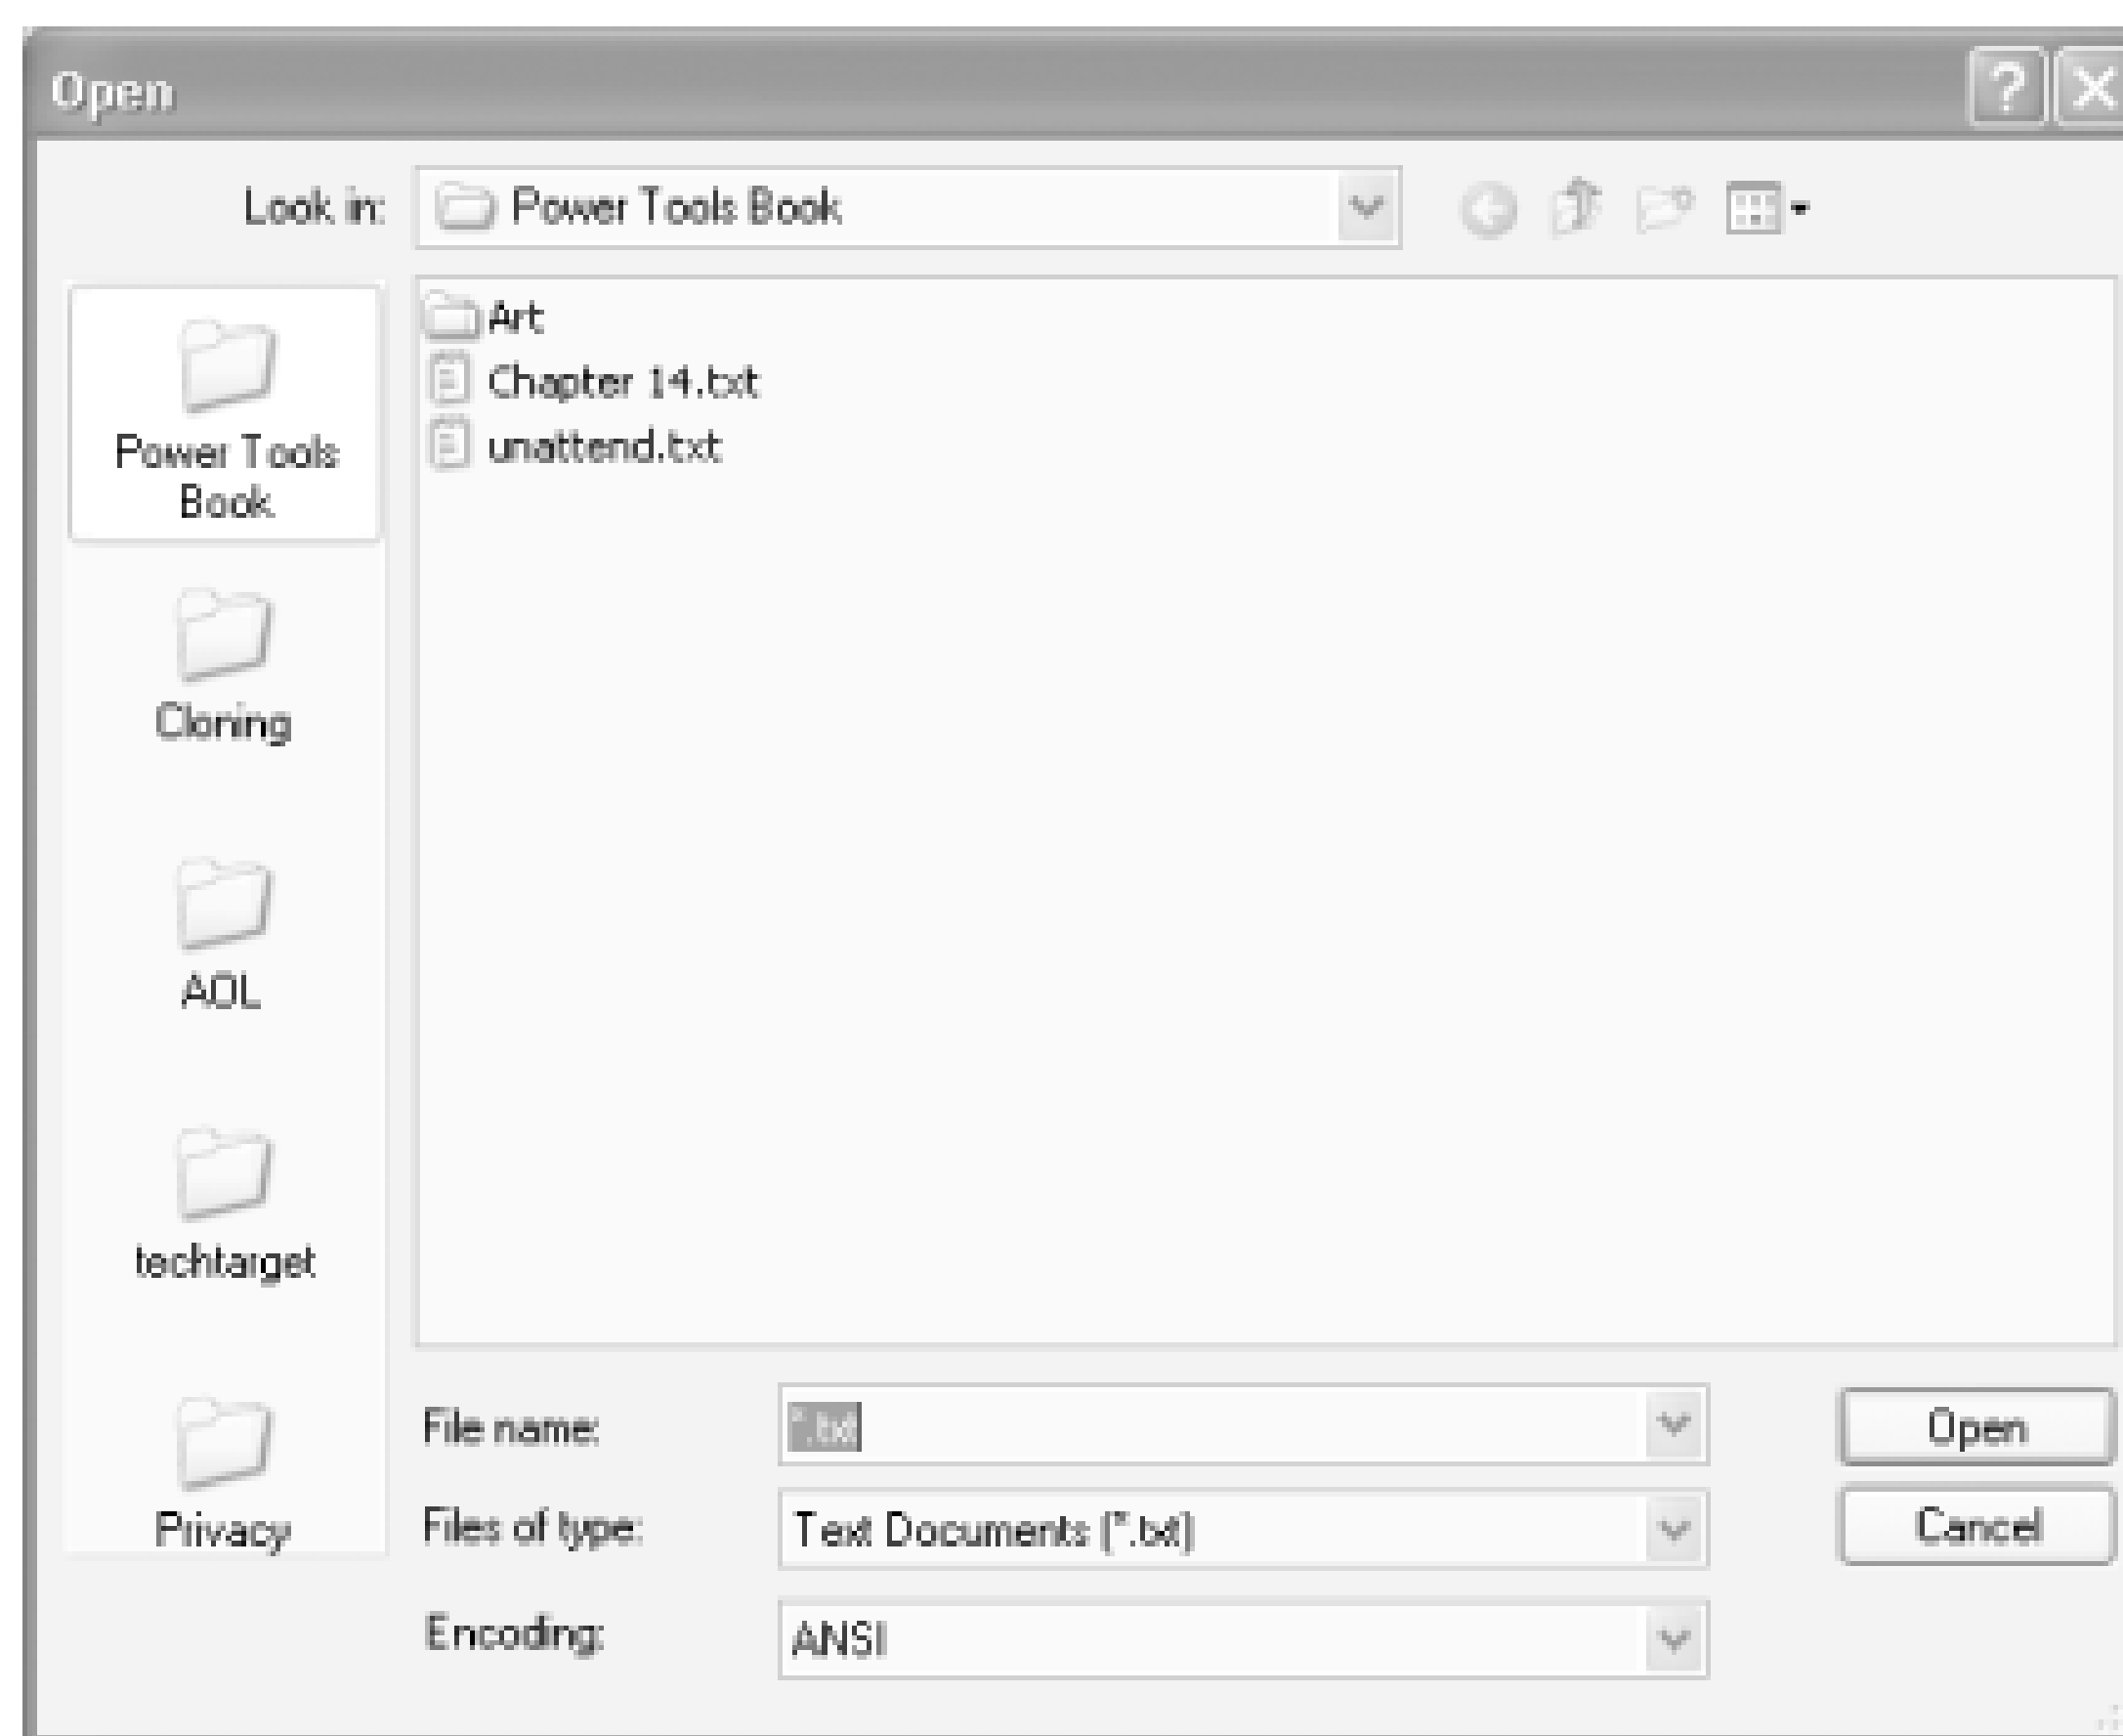 Open
Look in: Power Tools Book
Power Tools
Book
Cloning
AOL
techtarget
Privacy
Art
Chapter 14.txt
unattend.txt
File name: *.txt
Open
Files of type: Text Documents (*.txt)
Cancel
Encoding: ANSI